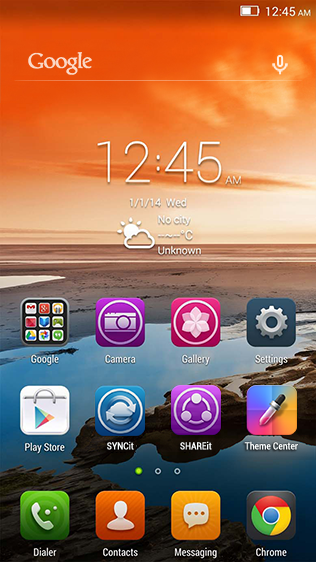 12:45 AM
Google
12:45 AM
1/1/14 Wed
No city
--~--°C
Unknown
Google
Camera
Gallery
Settings
Play Store
SYNCit
SHAREit
Theme Center
Dialer
Contacts
Messaging
Chrome